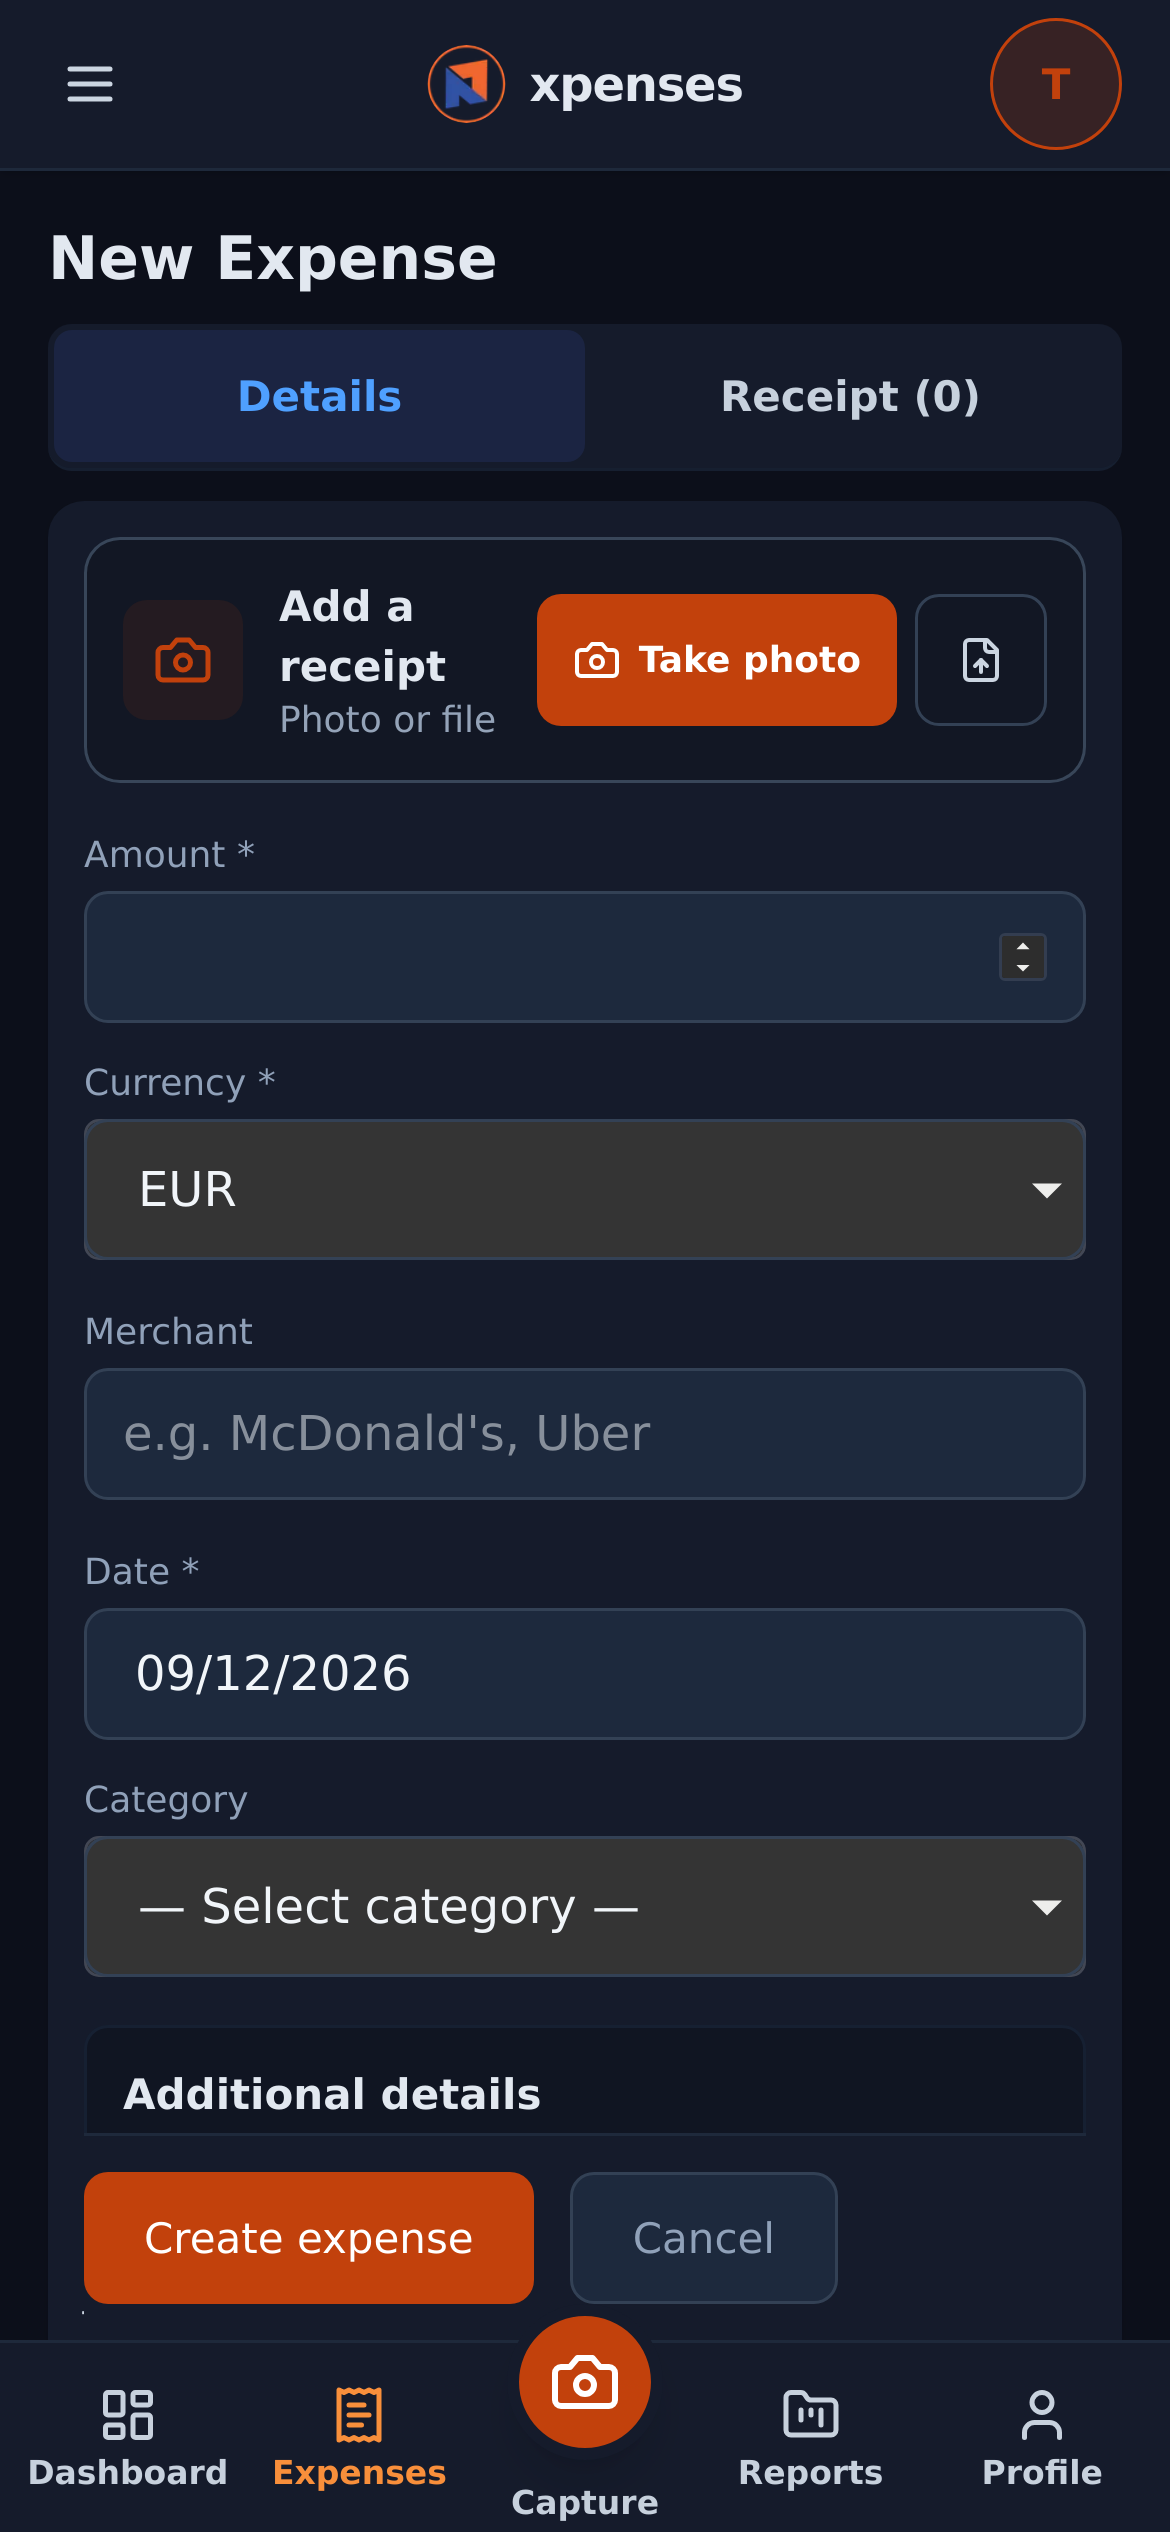 xpenses
T
New Expense
Details
Receipt (0)
Add a
receipt
Photo or file
Take photo
Amount *
Currency *
EUR
Merchant
e.g. McDonald's, Uber
Date *
09/12/2026
Category
— Select category —
Additional details
Create expense
Cancel
Dashboard
Expenses
Capture
Reports
Profile